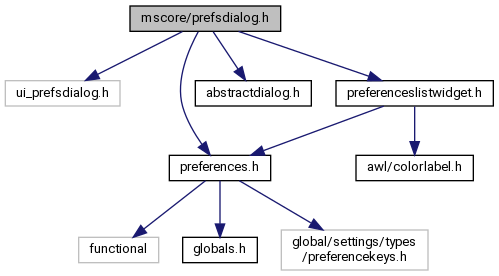 mscore/prefsdialog.h
ui_prefsdialog.h
abstractdialog.h
preferenceslistwidget.h
preferences.h
awl/colorlabel.h
functional
globals.h
global/settings/types
/preferencekeys.h